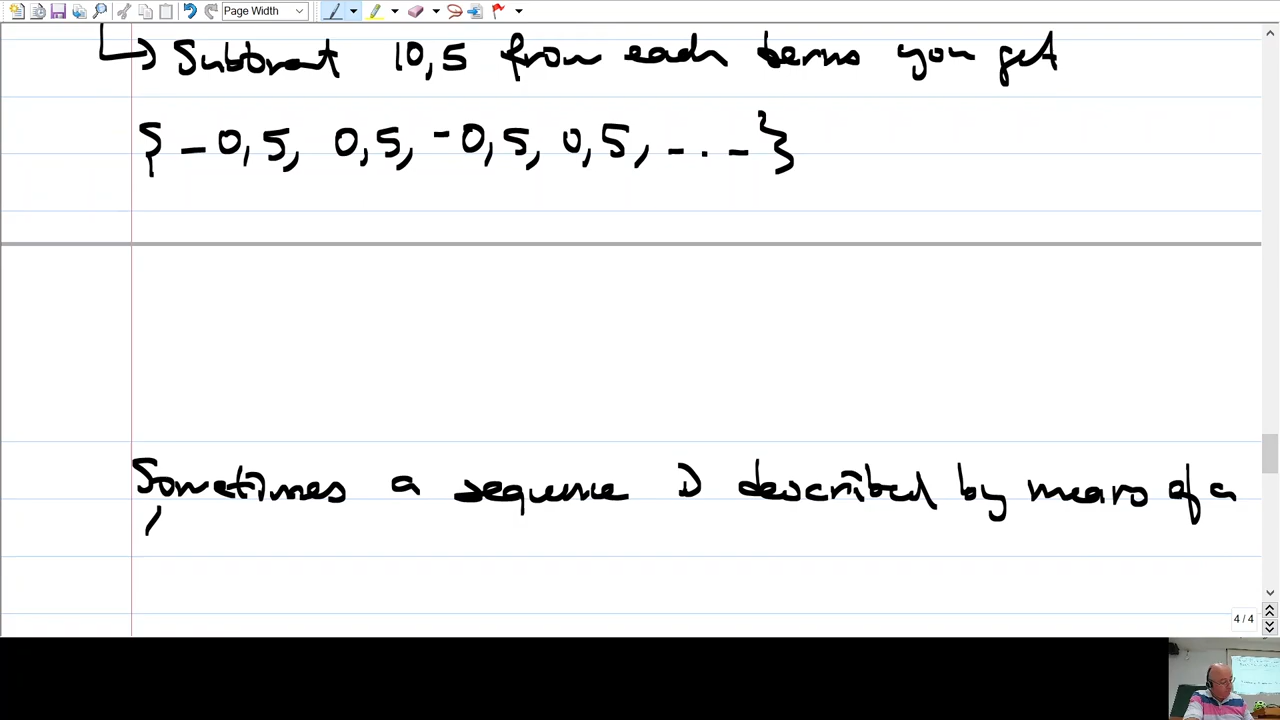 Page Width
Subtract 10,5 from each terms you get
{ -0,5, 0,5, -0,5, 0,5, - . - }
Sometimes a sequence is described by means of a
4 / 4